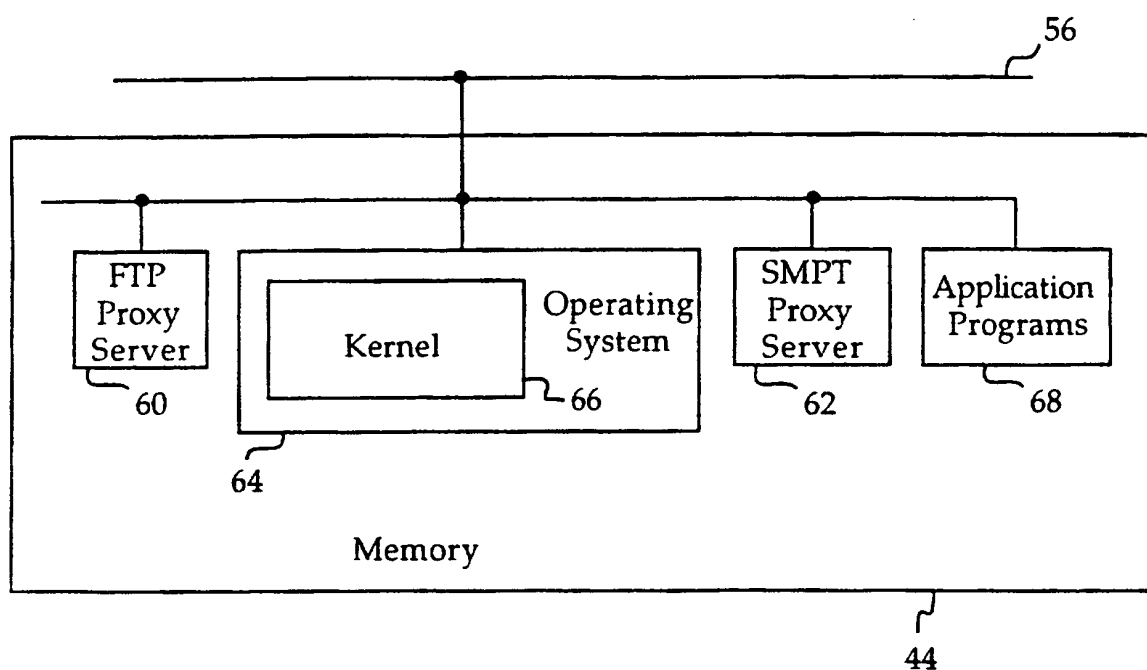 56
FTP
Proxy
Server
60
Kernel
66
Operating
System
64
SMPT
Proxy
Server
62
Application
Programs
68
Memory
44